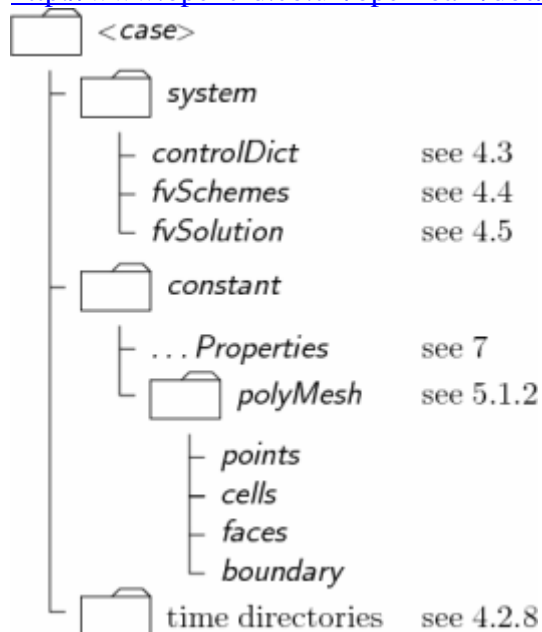 <case>
system
controlDict see 4.3
fvSchemes see 4.4
fvSolution see 4.5
constant
...Properties see 7
polyMesh see 5.1.2
points
cells
faces
boundary
time directories see 4.2.8